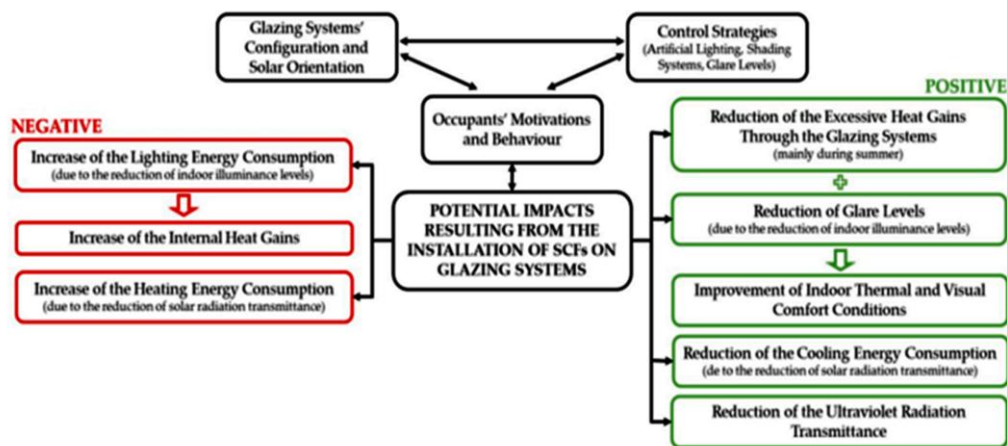 Glazing Systems'
Configuration and
Solar Orientation
Control Strategies
(Artificial Lighting, Shading
Systems, Glare Levels)
Occupants' Motivations
and Behaviour
POTENTIAL IMPACTS
RESULTING FROM THE
INSTALLATION OF SCFs ON
GLAZING SYSTEMS
NEGATIVE
Increase of the Lighting Energy Consumption
(due to the reduction of indoor illuminance levels)
Increase of the Internal Heat Gains
Increase of the Heating Energy Consumption
(due to the reduction of solar radiation transmittance)
POSITIVE
Reduction of the Excessive Heat Gains
Through the Glazing Systems
(mainly during summer)
Reduction of Glare Levels
(due to the reduction of indoor illuminance levels)
Improvement of Indoor Thermal and Visual
Comfort Conditions
Reduction of the Cooling Energy Consumption
(de to the reduction of solar radiation transmittance)
Reduction of the Ultraviolet Radiation
Transmittance